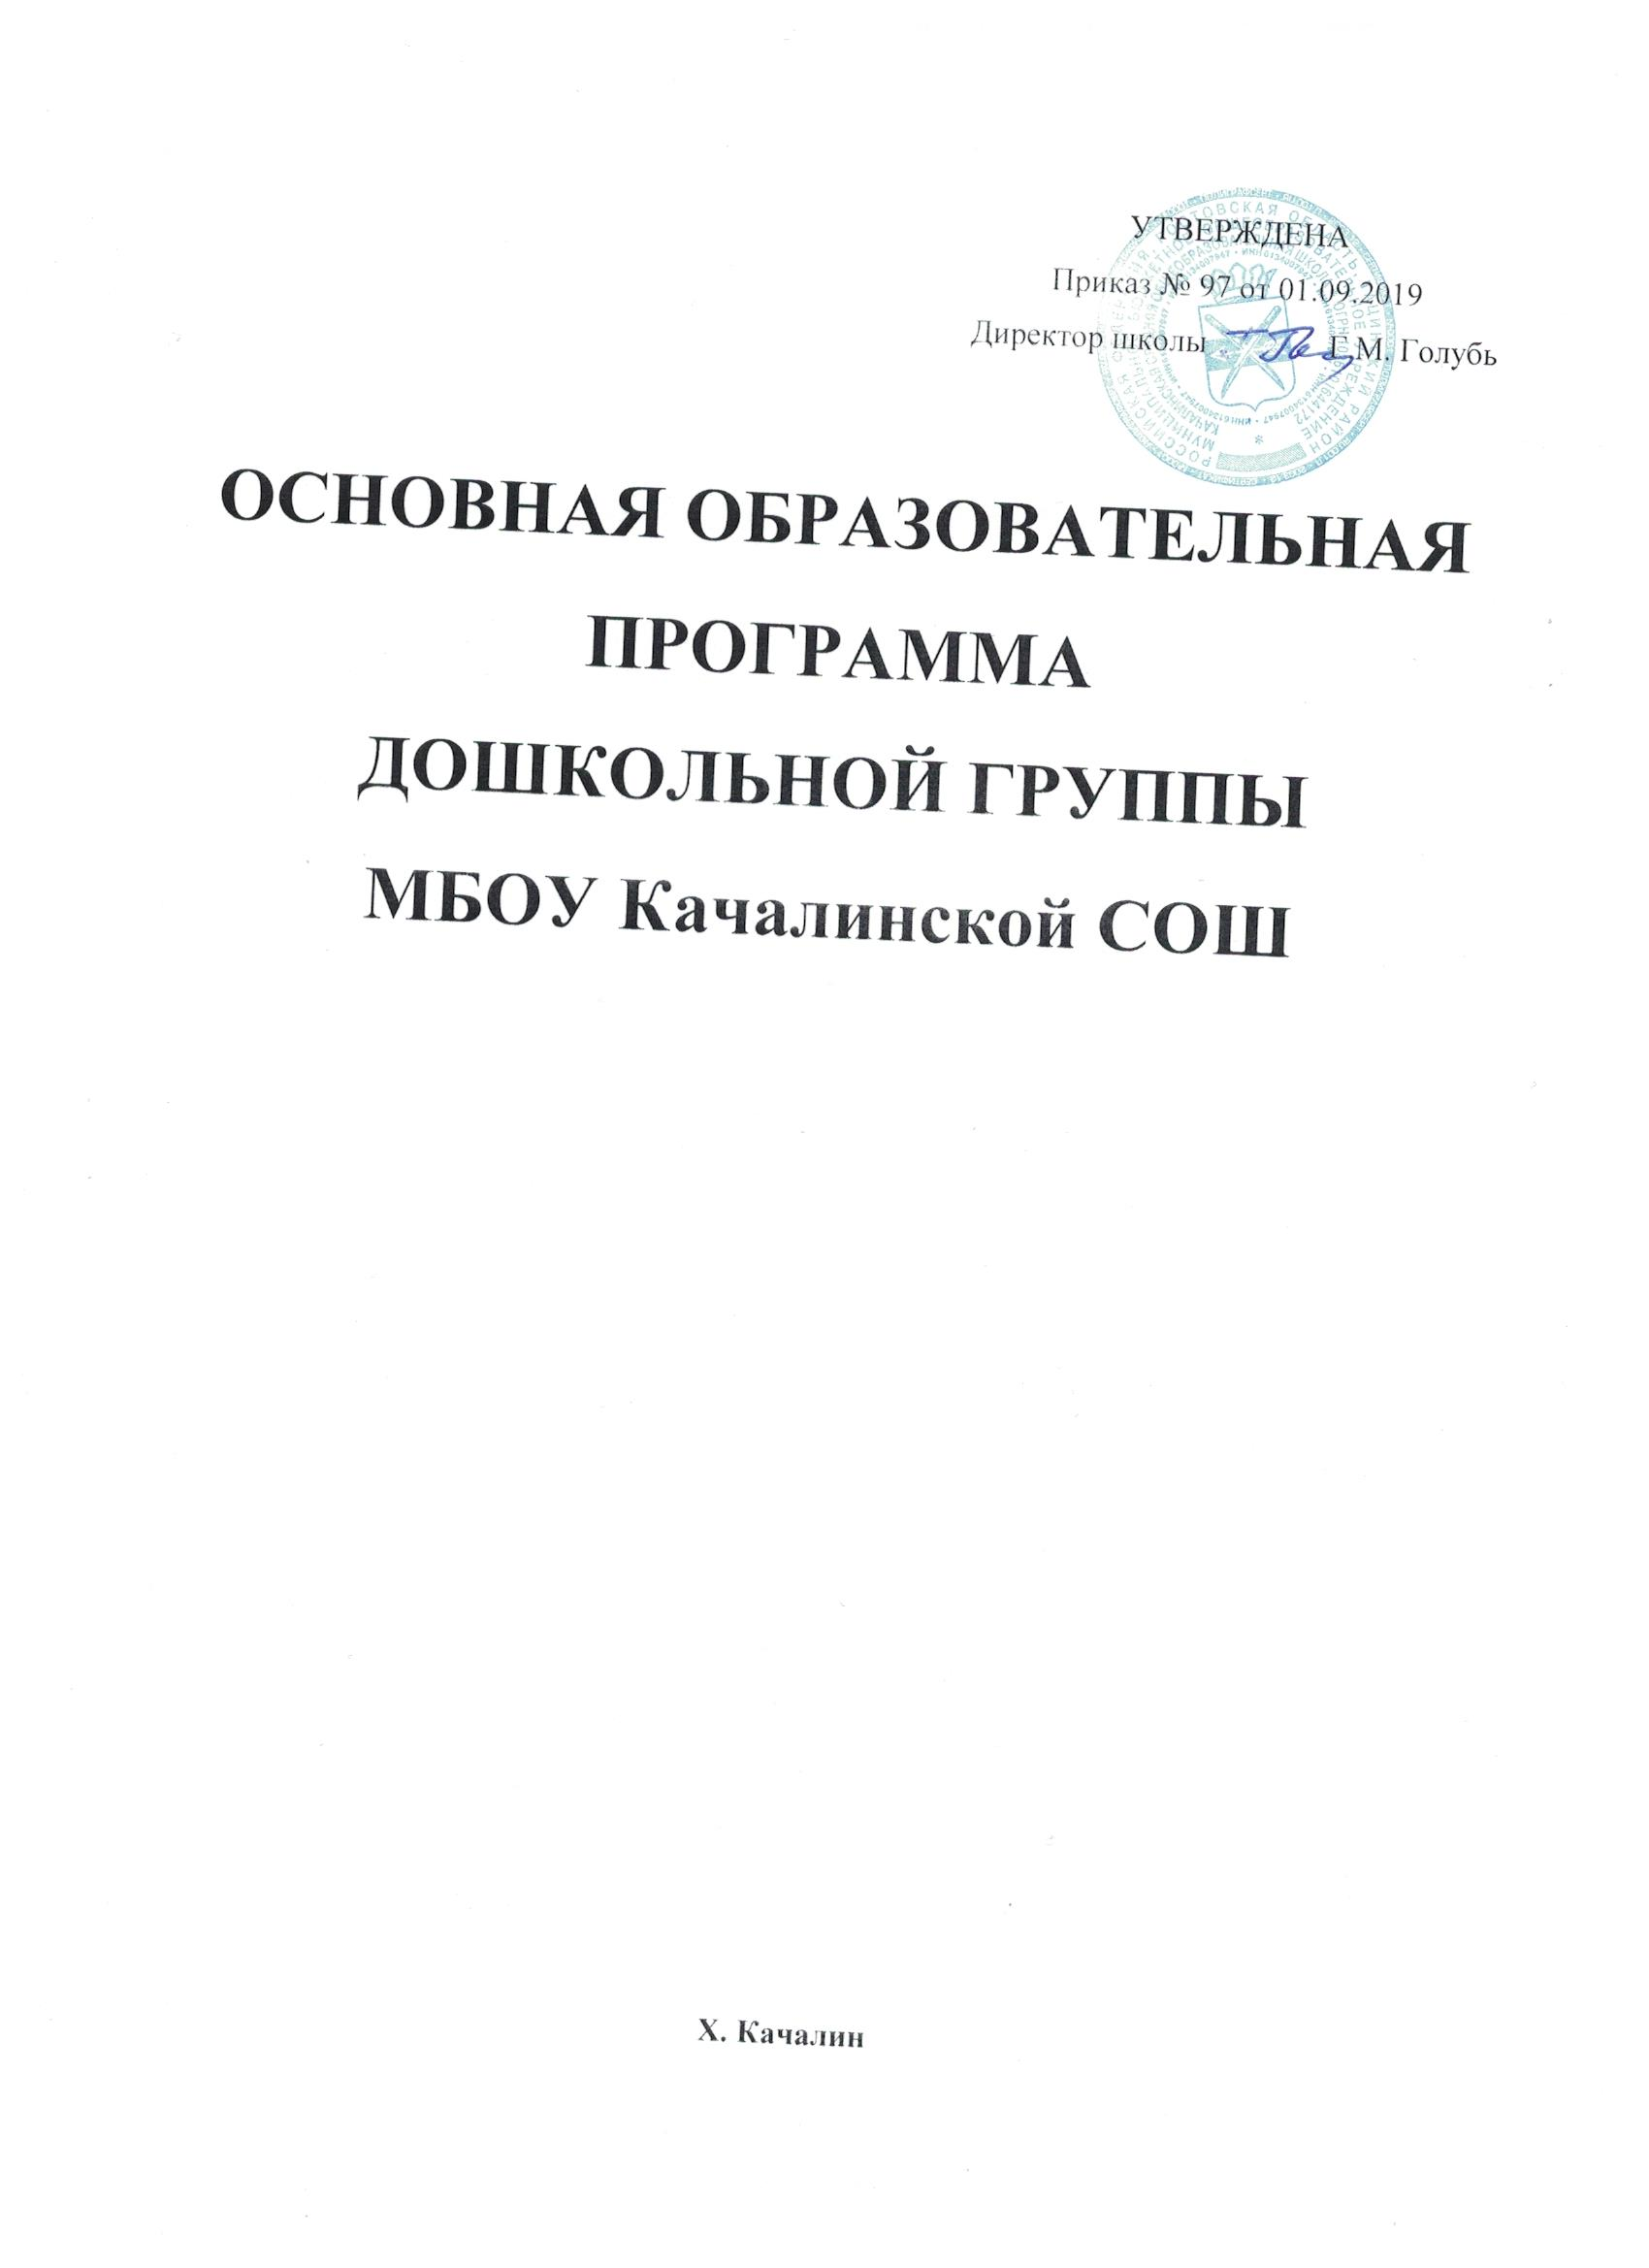 УТВЕРЖДЕНА
Приказ № 97 от 01.09.2019
Директор школы Г.М. Голубь
ОСНОВНАЯ ОБРАЗОВАТЕЛЬНАЯ
ПРОГРАММА
ДОШКОЛЬНОЙ ГРУППЫ
МБОУ Качалинской СОШ
Х. Качалин